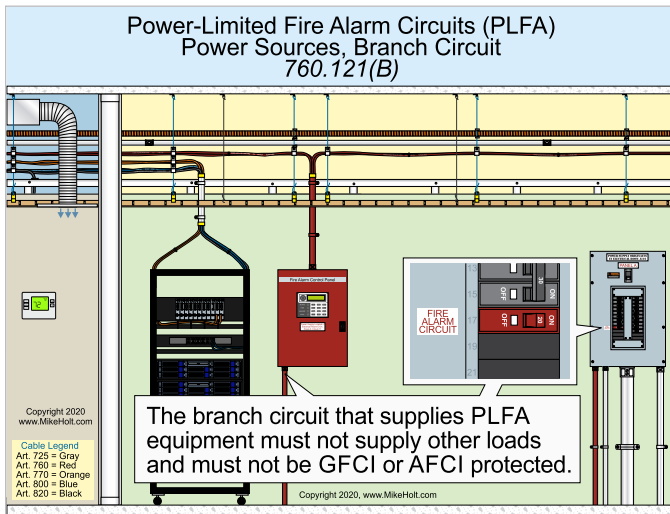 Power-Limited Fire Alarm Circuits (PLFA)
Power Sources, Branch Circuit
760.121(B)
Fire Alarm Control Panel
PANEL A
13
30
ON
15
OFF
FIRE
ALARM
CIRCUIT
17
OFF
20
ON
19
21
72
Copyright 2020
www.MikeHolt.com
Cable Legend
Art. 725 = Gray
Art. 760 = Red
Art. 770 = Orange
Art. 800 = Blue
Art. 820 = Black
The branch circuit that supplies PLFA
equipment must not supply other loads
and must not be GFCI or AFCI protected.
Copyright 2020, www.MikeHolt.com